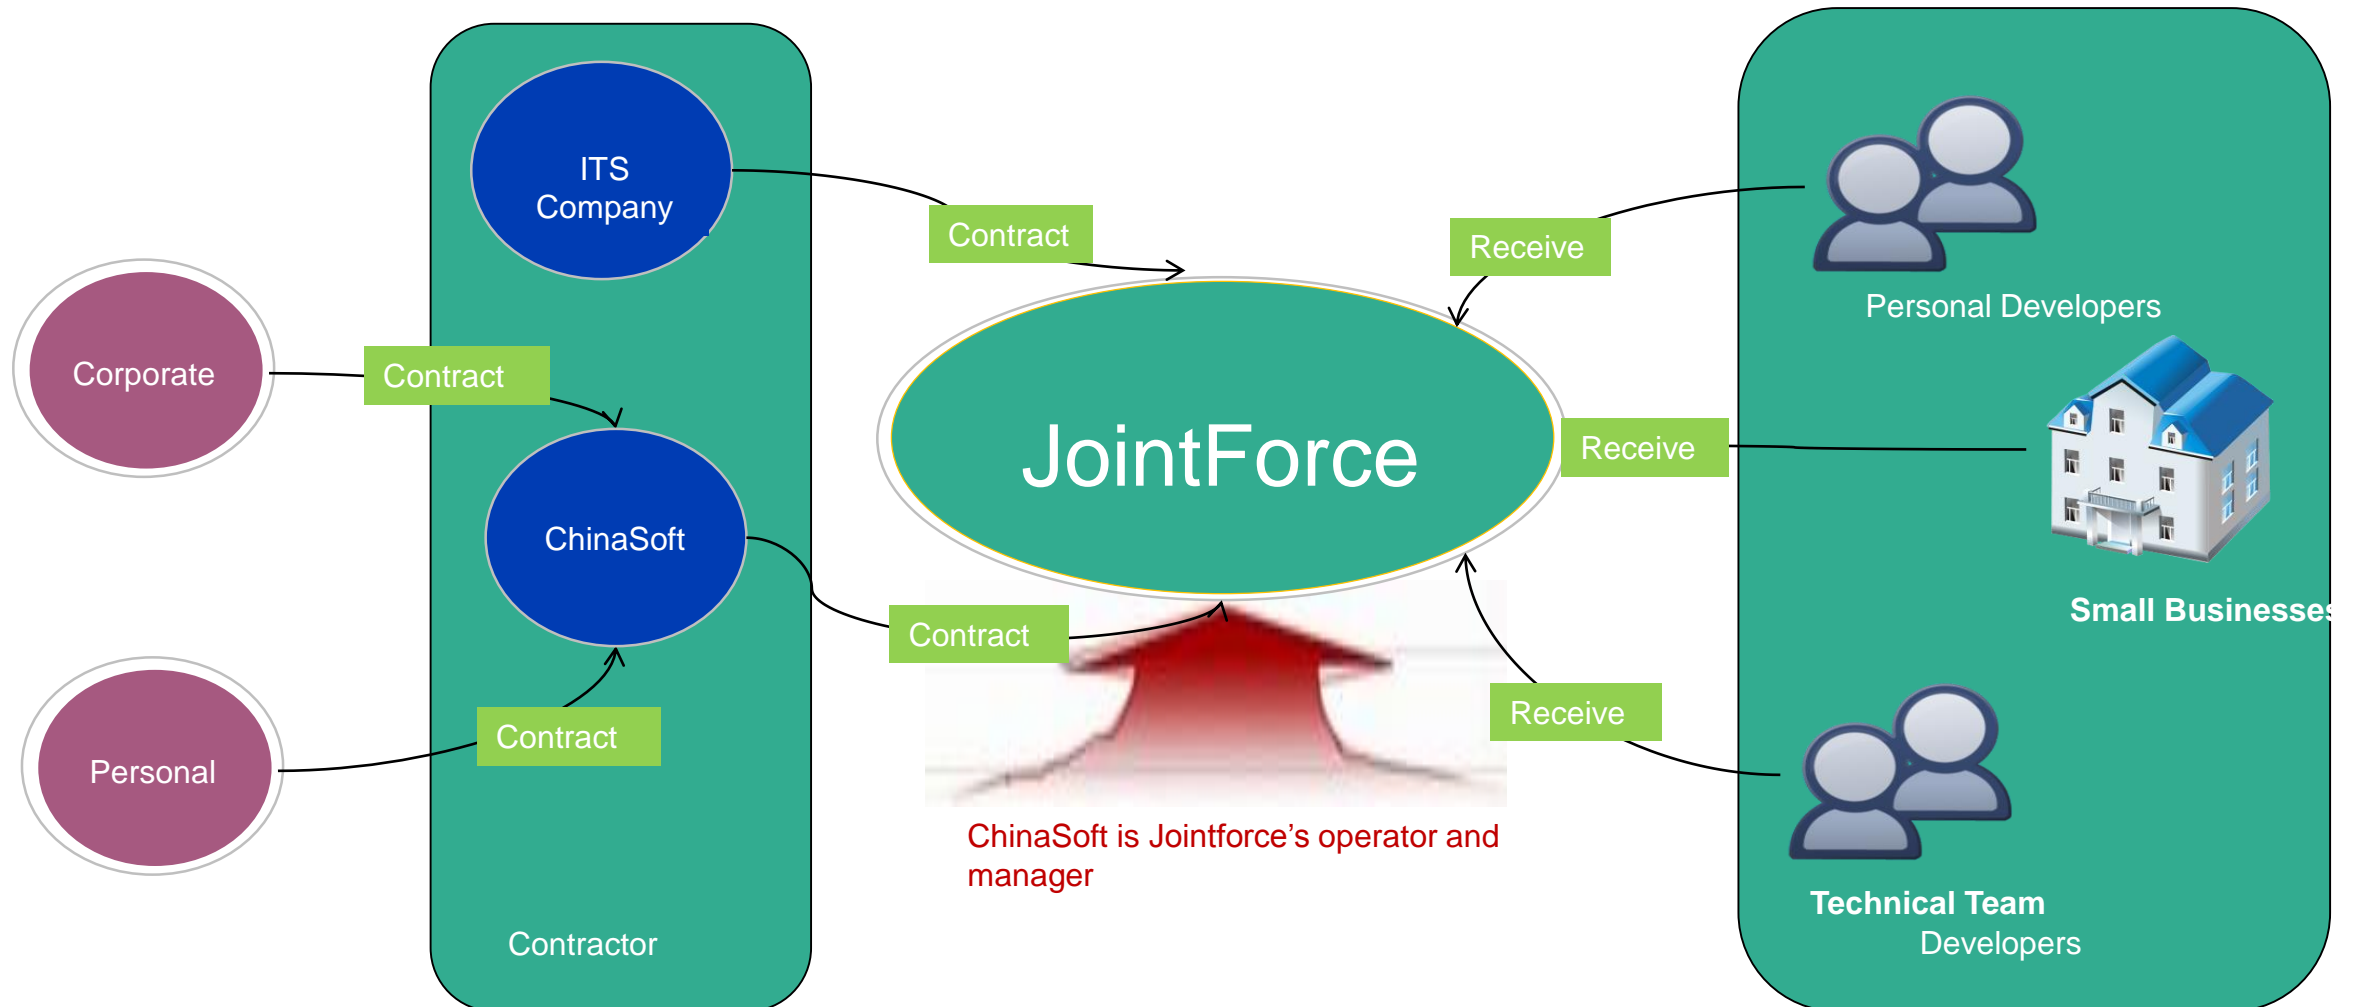 ITS
Company
Contract
Receive
Personal Developers
Corporate
Contract
JointForce
Receive
ChinaSoft
Small Businesses
Contract
Receive
Personal
Contract
ChinaSoft is Jointforce’s operator and
manager
Technical Team
Contractor
Developers